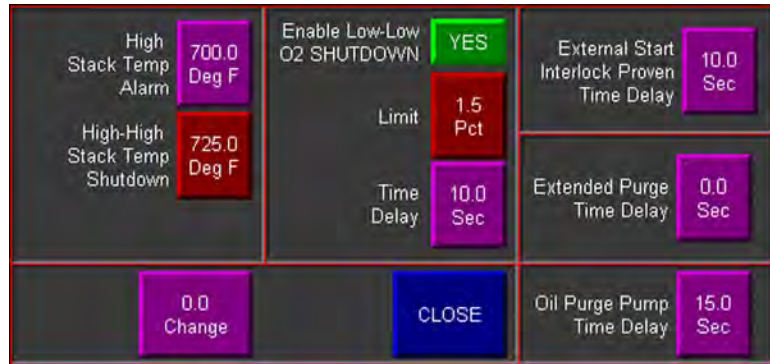 High
Stack Temp
Alarm
700.0
Deg F
High-High
Stack Temp
Shutdown
725.0
Deg F
Enable Low-Low
O2 SHUTDOWN
YES
Limit
1.5
Pct
Time
Delay
10.0
Sec
External Start
Interlock Proven
Time Delay
10.0
Sec
Extended Purge
Time Delay
0.0
Sec
0.0
Change
CLOSE
Oil Purge Pump
Time Delay
15.0
Sec